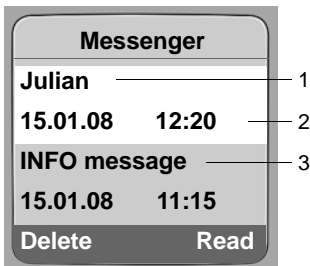 Messenger
Julian 1
15.01.08 12:20 2
INFO message 3
15.01.08 11:15
Delete Read